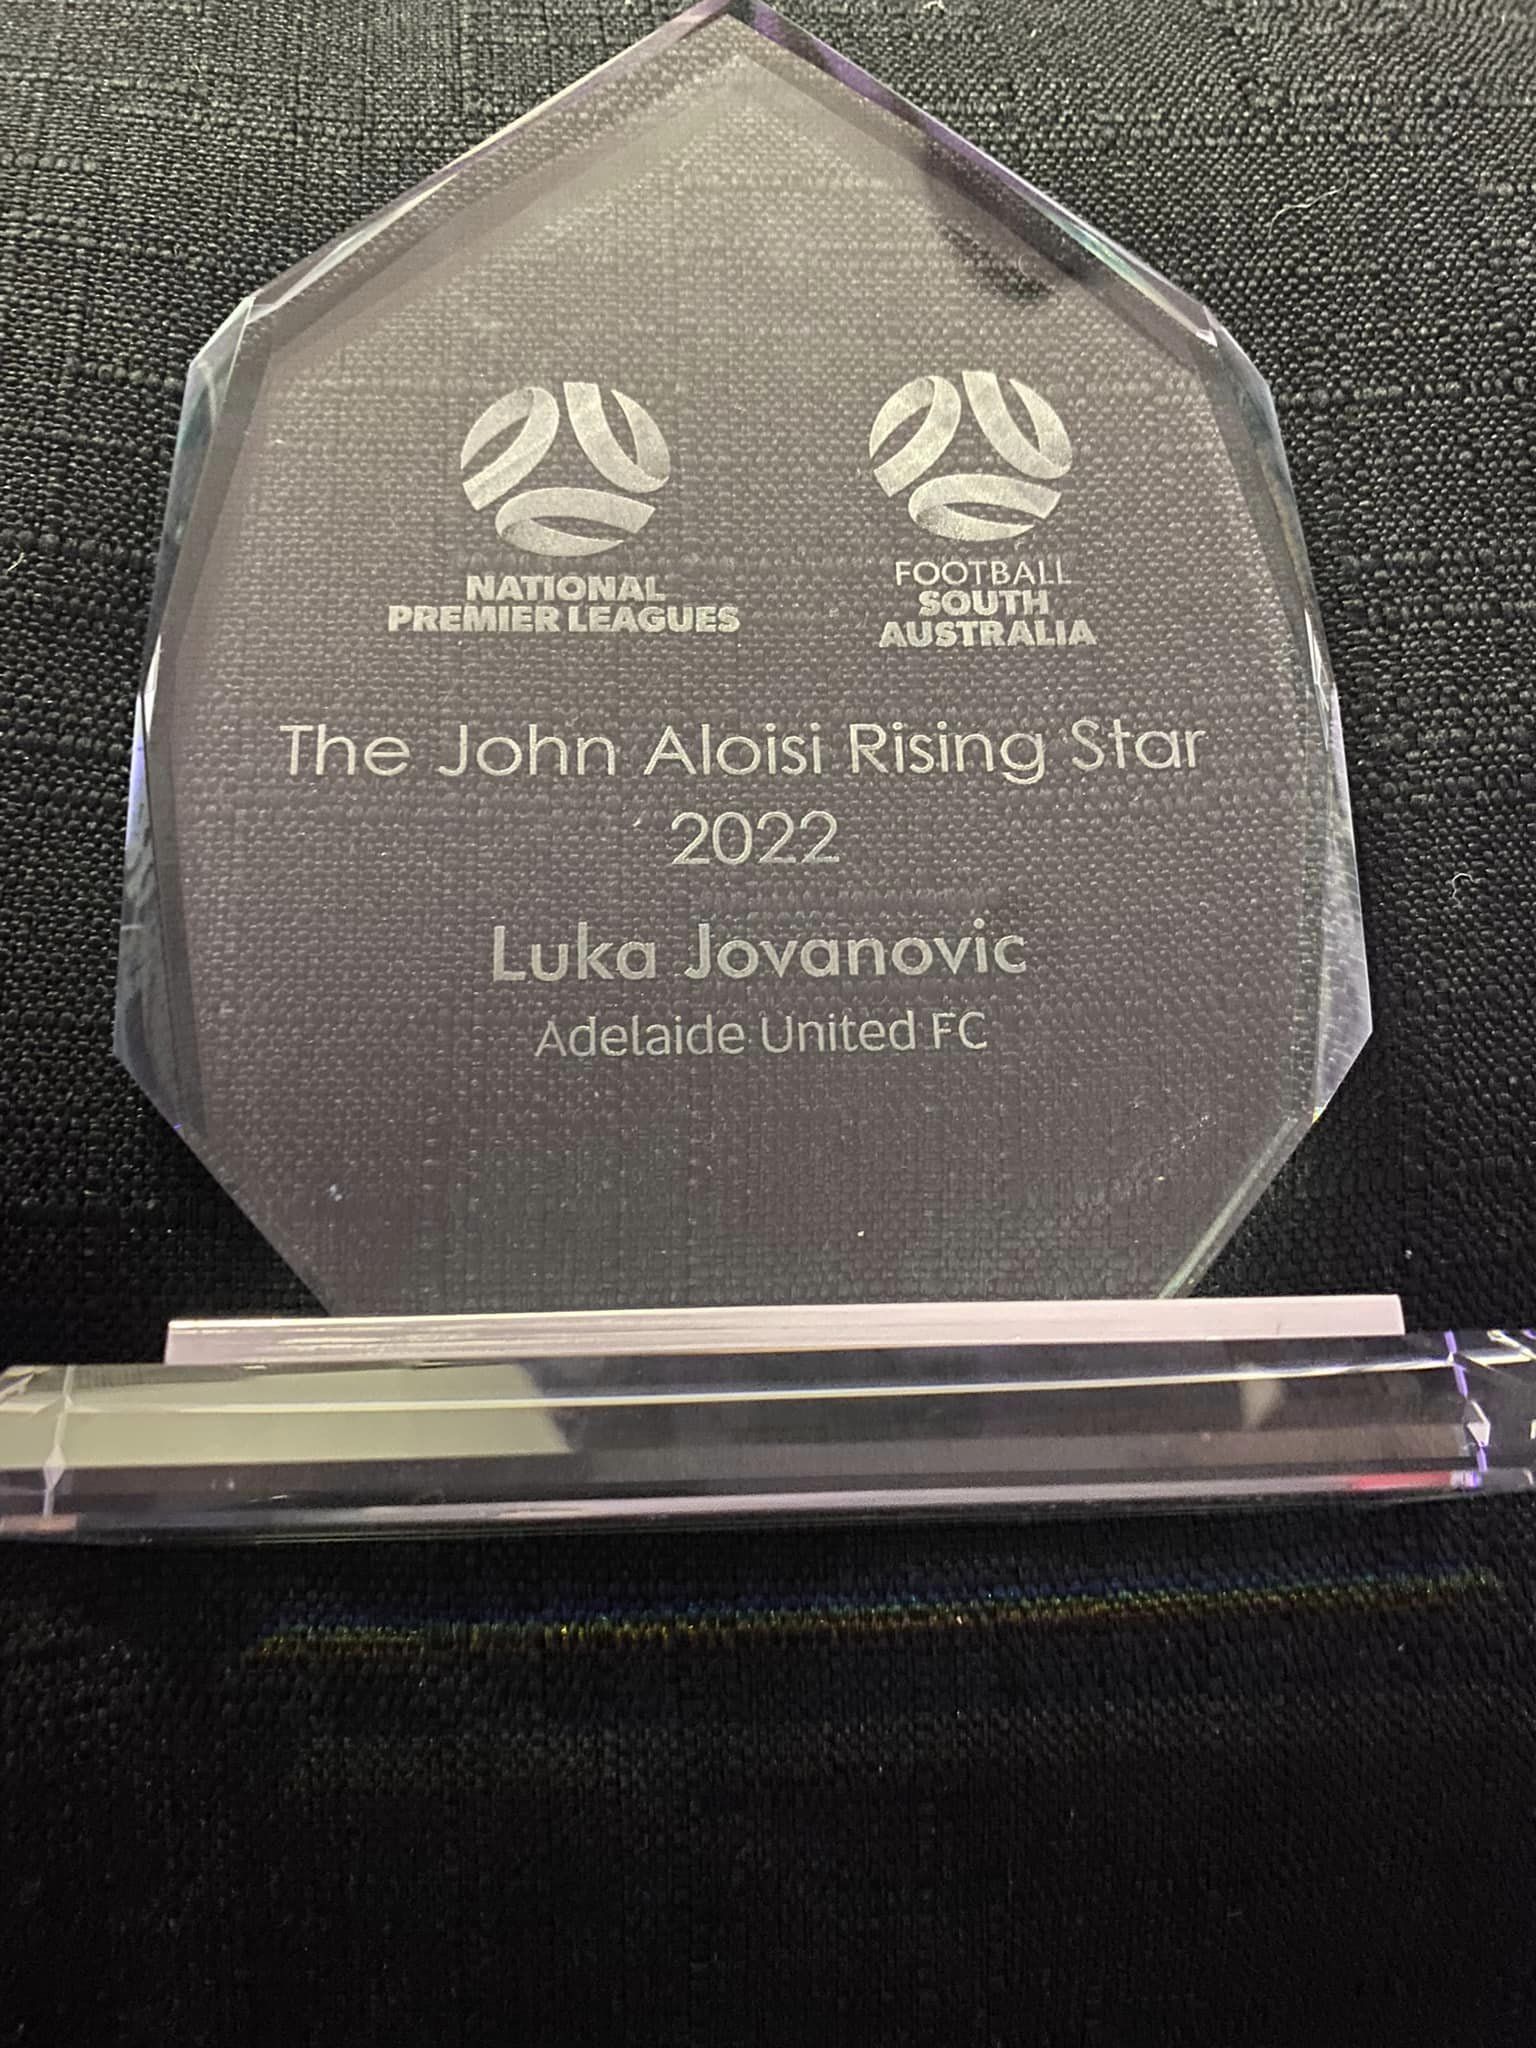 NATIONAL
PREMIER LEAGUES
FOOTBALL
SOUTH
AUSTRALIA
The John Aloisi Rising Star
2022
Luka Jovanovic
Adelaide United FC